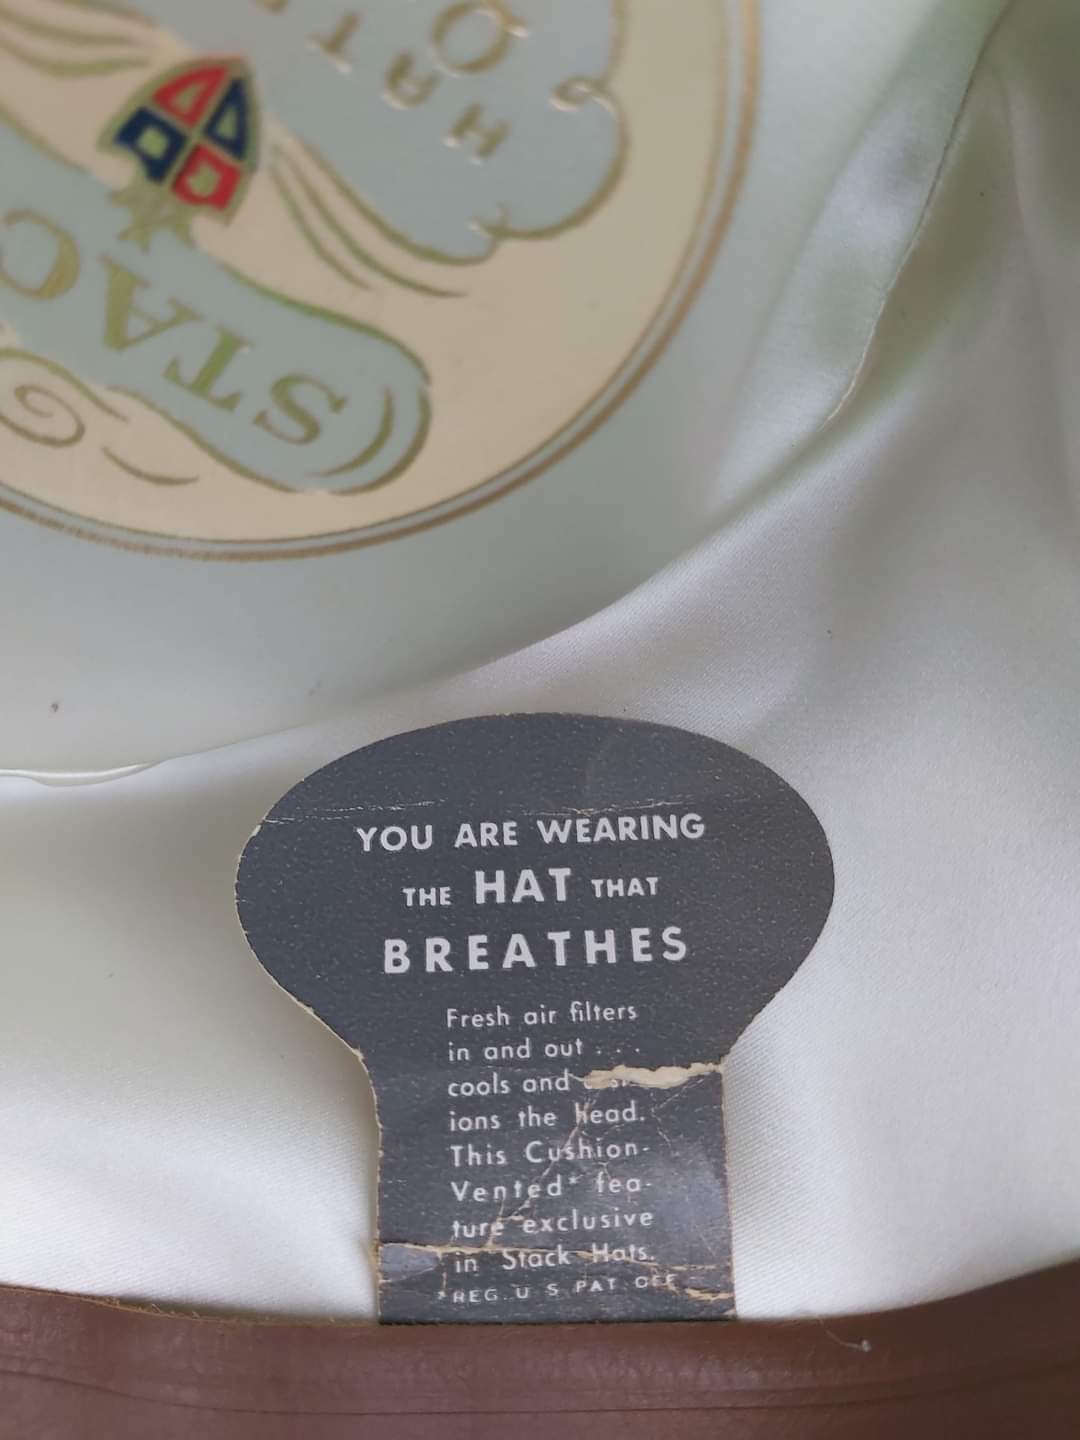 HAT
STAC
YOU ARE WEARING
THE HAT THAT
BREATHES
Fresh air filters
in and out . . .
cools and
ions the head.
This Cushion-
Vented* fea-
ture exclusive
in Stack Hats.
*REG. U S PAT. OFF